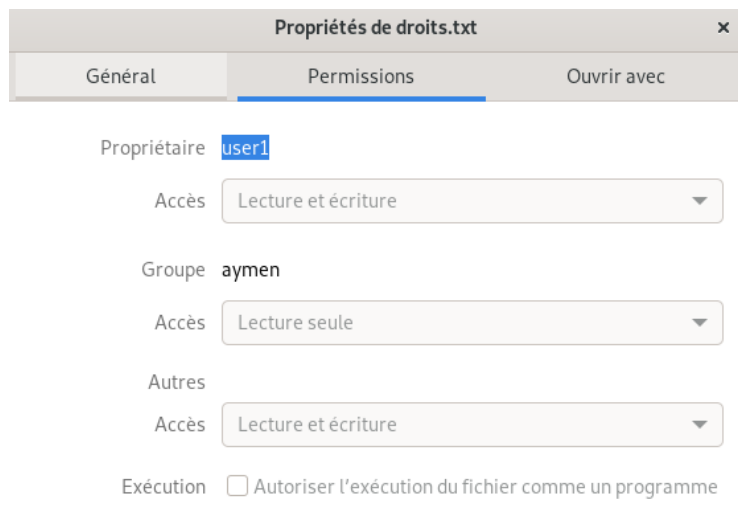 Propriétés de droits.txt ×
Général Permissions Ouvrir avec
Propriétaire user1
Accès Lecture et écriture
Groupe aymen
Accès Lecture seule
Autres
Accès Lecture et écriture
Exécution Autoriser l’exécution du fichier comme un programme